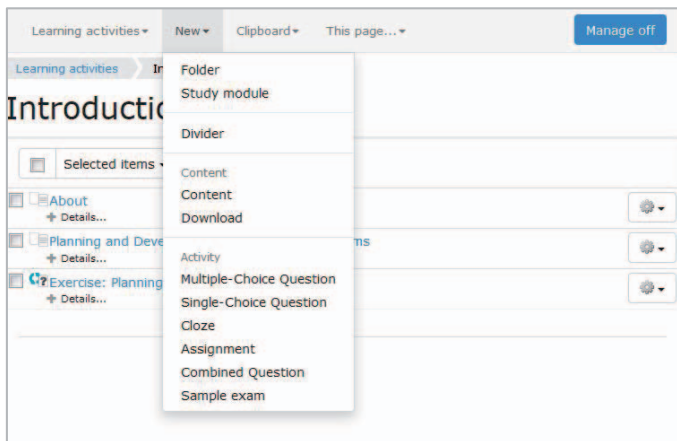 Learning activities New Clipboard This page... Manage off
Learning activities In
Introductio
Selected items
About
+ Details...
Planning and Deve ms
+ Details...
Exercise: Planning
+ Details...
Folder
Study module
Divider
Content
Content
Download
Activity
Multiple-Choice Question
Single-Choice Question
Cloze
Assignment
Combined Question
Sample exam